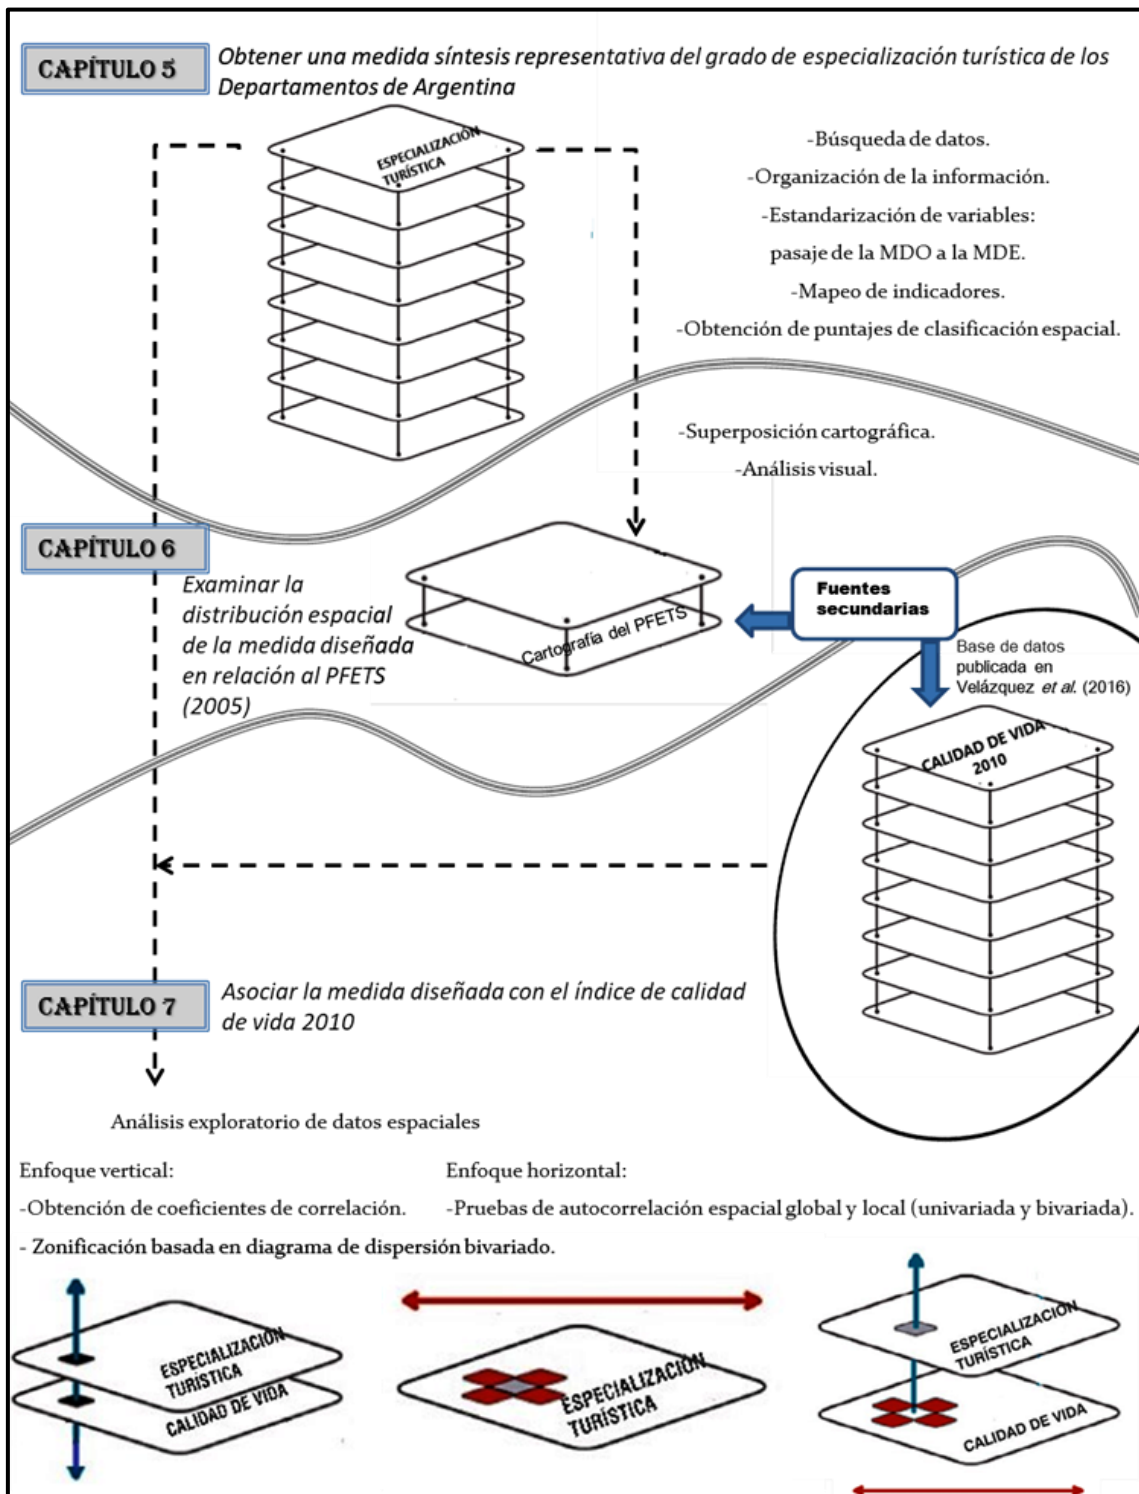 CAPÍTULO 5
Obtener una medida síntesis representativa del grado de especialización turística de los
Departamentos de Argentina
ESPECIALIZACIÓN
TURÍSTICA
-Búsqueda de datos.
-Organización de la información.
-Estandarización de variables:
pasaje de la MDO a la MDE.
-Mapeo de indicadores.
-Obtención de puntajes de clasificación espacial.
-Superposición cartográfica.
-Análisis visual.
CAPÍTULO 6
Examinar la
distribución espacial
de la medida diseñada
en relación al PFETS
(2005)
Cartografía del PFETS
Fuentes
secundarias
Base de datos
publicada en
Velázquez et al. (2016)
CALIDAD DE VIDA
2010
CAPÍTULO 7
Asociar la medida diseñada con el índice de calidad
de vida 2010
Análisis exploratorio de datos espaciales
Enfoque vertical:
-Obtención de coeficientes de correlación.
- Zonificación basada en diagrama de dispersión bivariado.
Enfoque horizontal:
-Pruebas de autocorrelación espacial global y local (univariada y bivariada).
ESPECIALIZACIÓN
TURÍSTICA
CALIDAD DE VIDA
ESPECIALIZACIÓN
TURÍSTICA
ESPECIALIZACIÓN
TURÍSTICA
CALIDAD DE VIDA